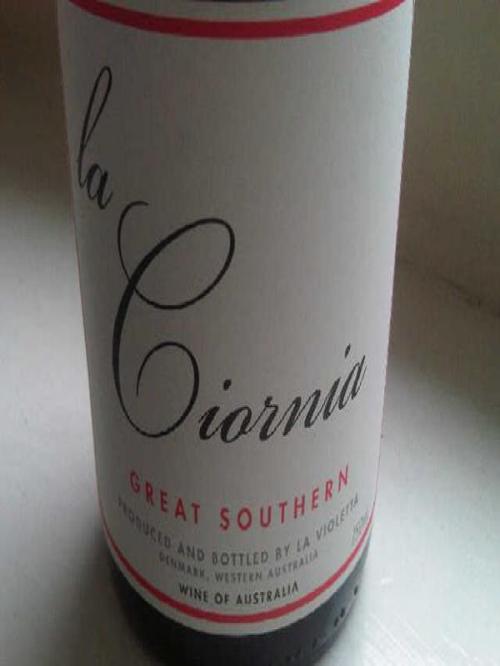 la
Ciornia
GREAT SOUTHERN
PRODUCED AND BOTTLED BY LA VIOLETTA
DENMARK, WESTERN AUSTRALIA
WINE OF AUSTRALIA